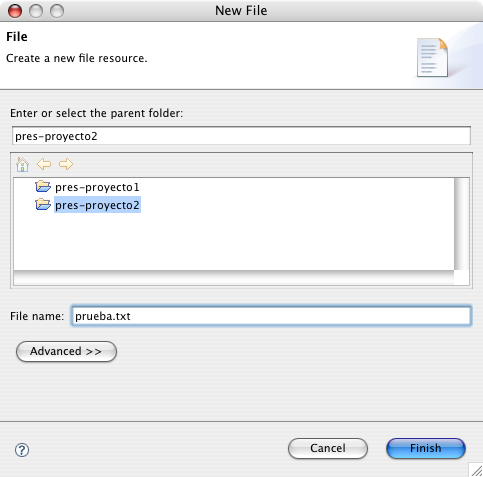 New File
File
Create a new file resource.
Enter or select the parent folder:
pres-proyecto2
pres-proyecto1
pres-proyecto2
File name: prueba.txt
Advanced >>
? Cancel Finish